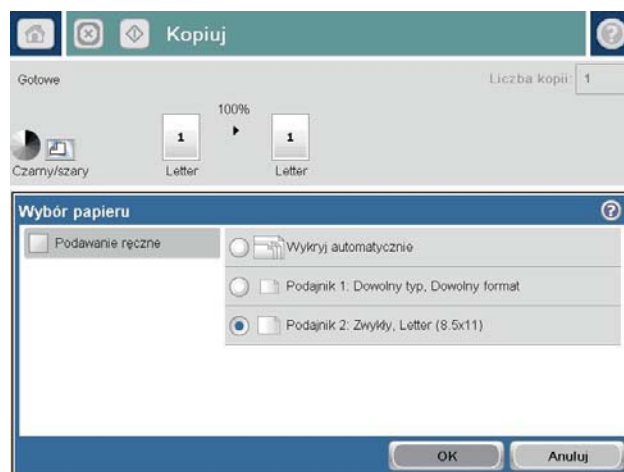 Kopiuj
Gotowe
Liczba kopii: 1
100%
1 1
Czarny/szary Letter Letter
Wybór papieru
Podawanie ręczne
Wykryj automatycznie
Podajnik 1: Dowolny typ, Dowolny format
Podajnik 2: Zwykły, Letter (8.5x11)
OK Anuluj